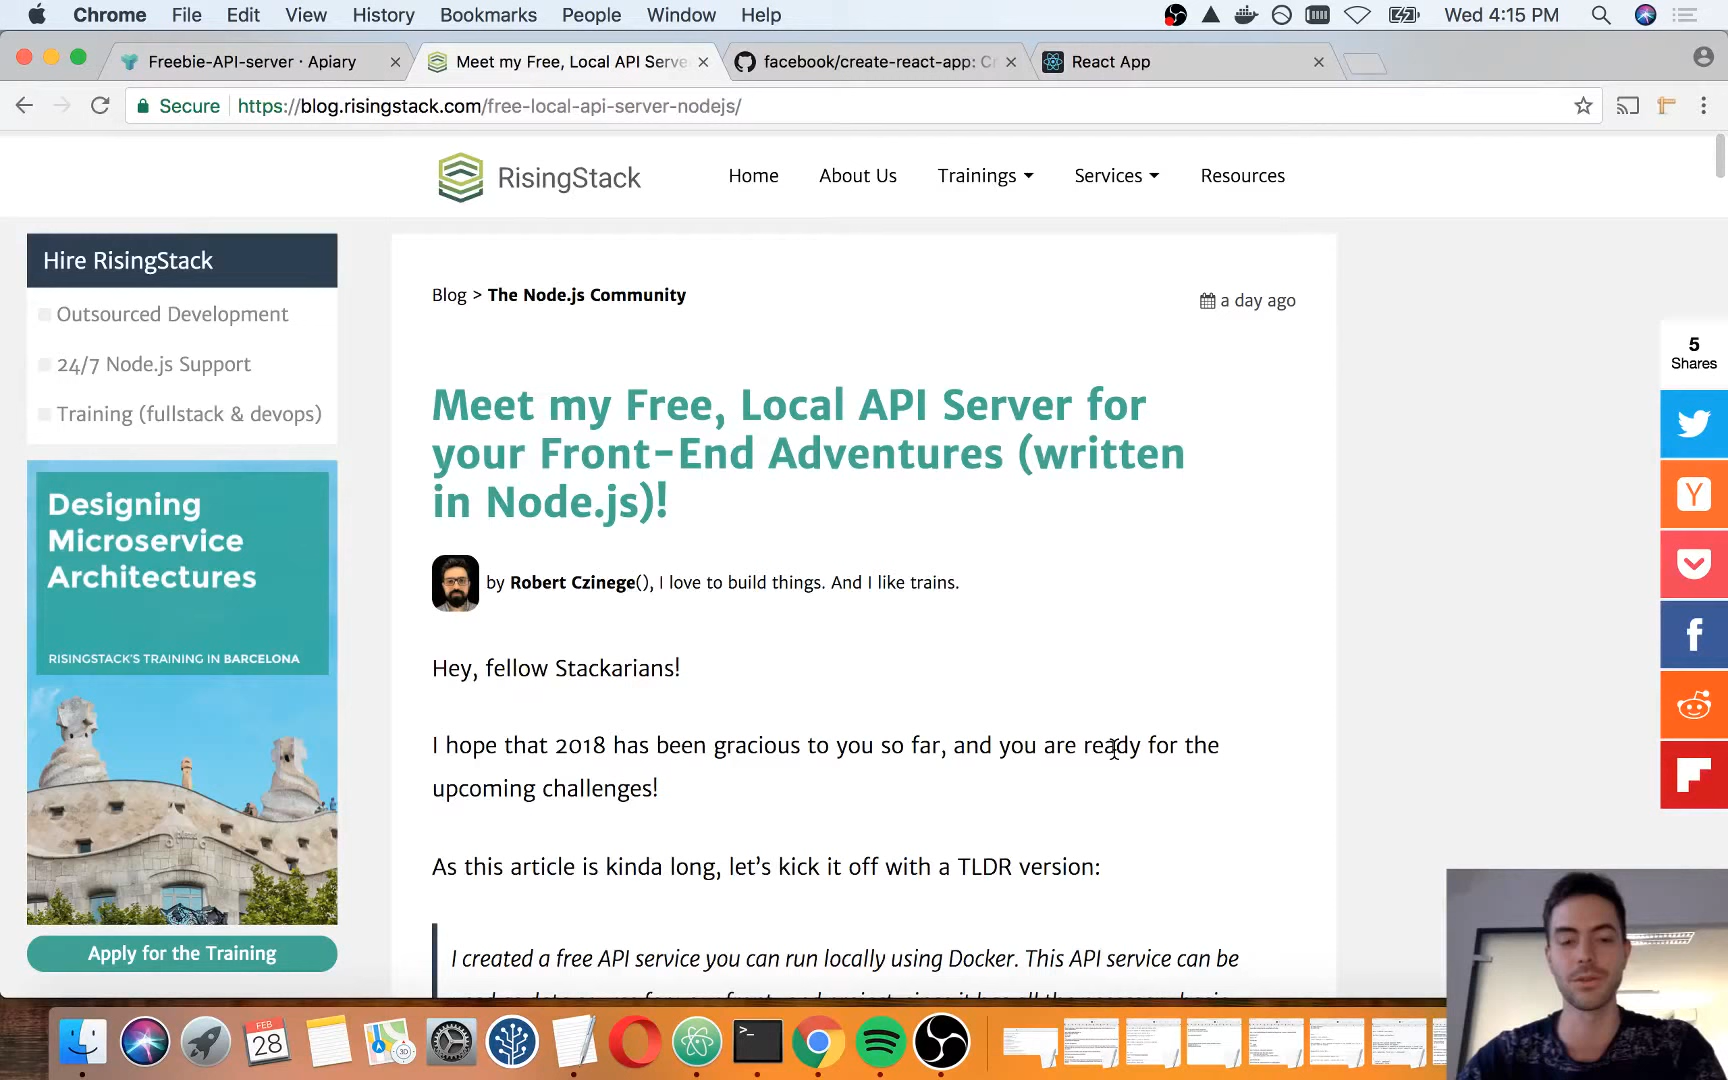 Chrome File Edit View History Bookmarks People Window Help Wed 4:15 PM
Freebie-API-server · Apiary
Meet my Free, Local API Serve
facebook/create-react-app: C
React App
Secure https://blog.risingstack.com/free-local-api-server-nodejs/
RisingStack Home About Us Trainings Services Resources
Hire RisingStack
Outsourced Development
24/7 Node.js Support
Training (fullstack & devops)
Designing
Microservice
Architectures
RISINGSTACK'S TRAINING IN BARCELONA
Apply for the Training
Blog > The Node.js Community
a day ago
Meet my Free, Local API Server for
your Front-End Adventures (written
in Node.js)!
by Robert Czinege(), I love to build things. And I like trains.
Hey, fellow Stackarians!
I hope that 2018 has been gracious to you so far, and you are ready for the
upcoming challenges!
As this article is kinda long, let's kick it off with a TLDR version:
I created a free API service you can run locally using Docker. This API service can be
5
Shares
FEB
28
3D